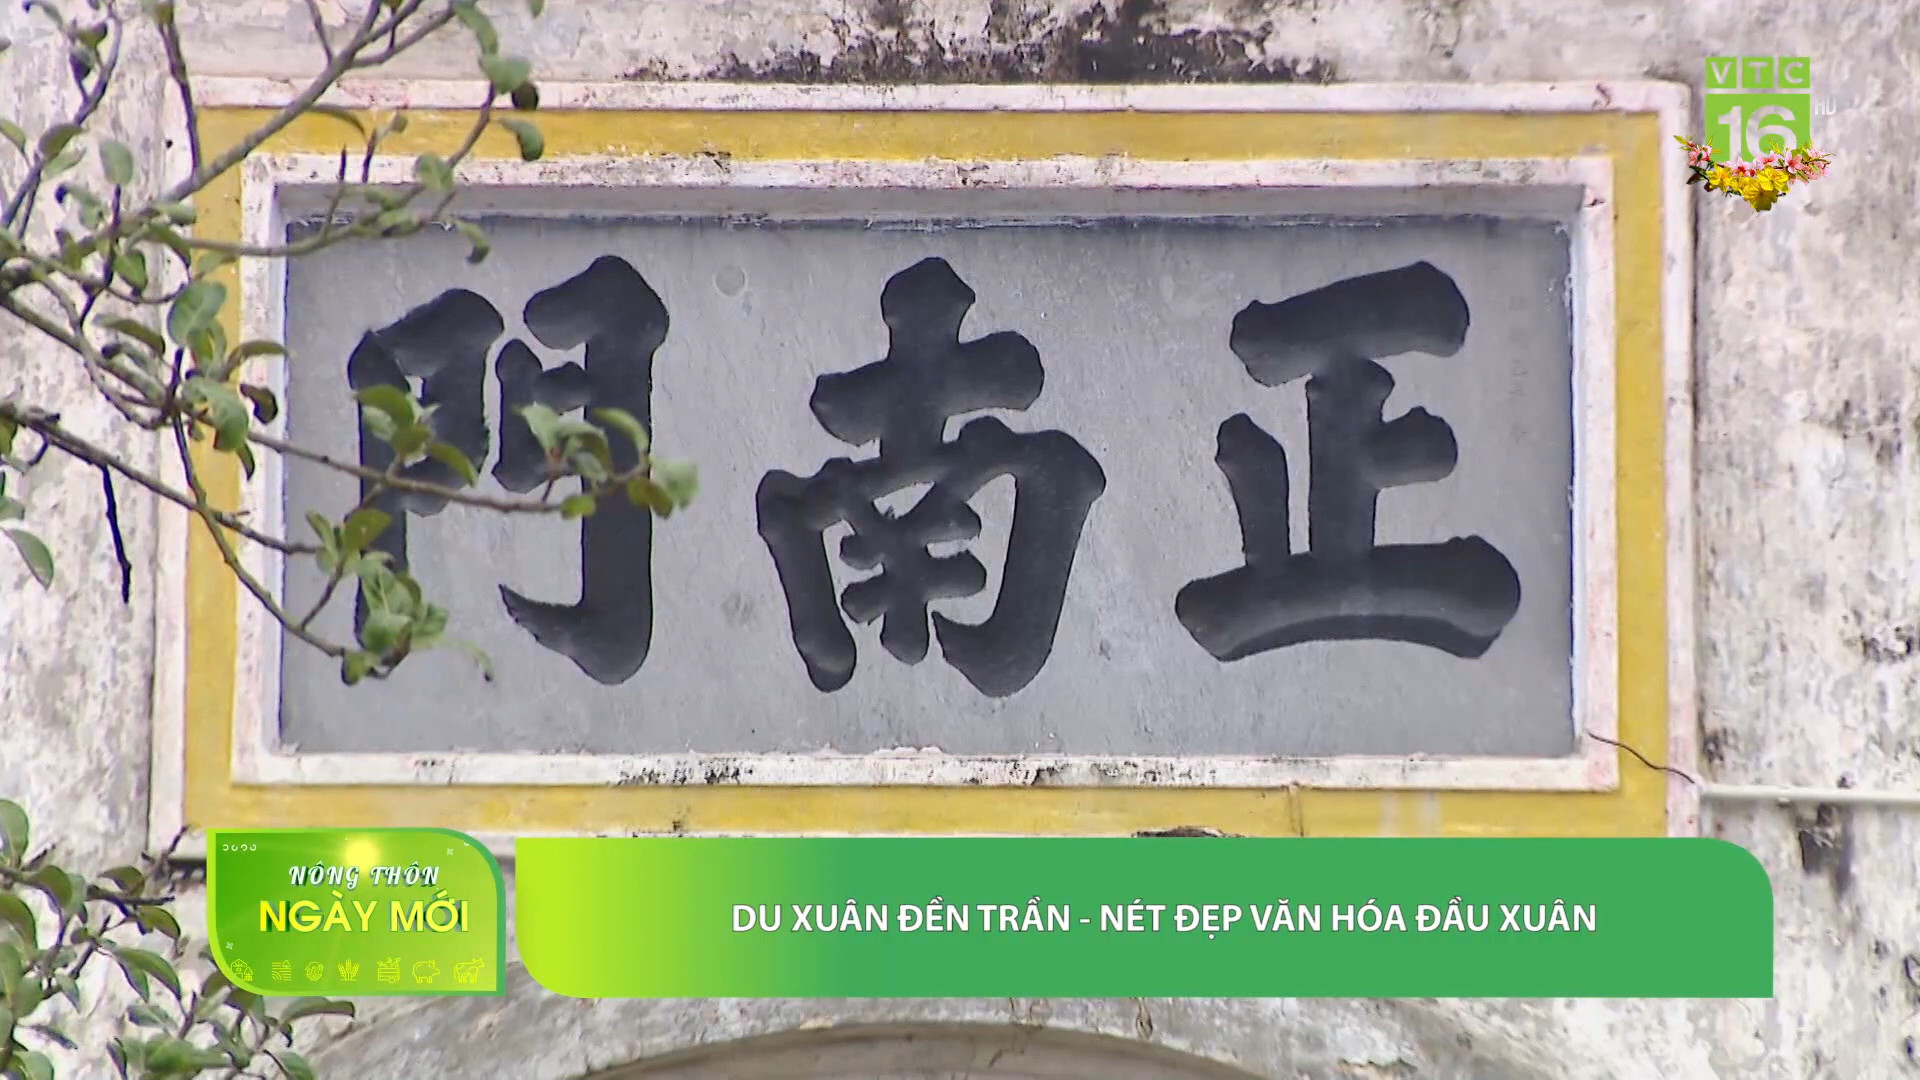 VTC
16
HD
正南門
NÔNG THÔN
NGÀY MỚI
DU XUÂN ĐỀN TRẦN - NÉT ĐẸP VĂN HÓA ĐẦU XUÂN